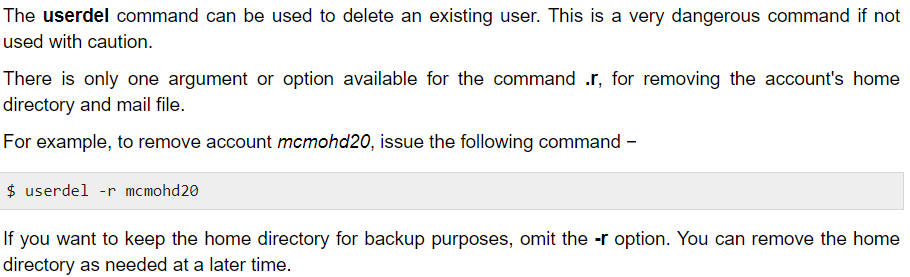 The userdel command can be used to delete an existing user. This is a very dangerous command if not
used with caution.
There is only one argument or option available for the command .r, for removing the account's home
directory and mail file.
For example, to remove account mcmohd20, issue the following command −
$ userdel -r mcmohd20
If you want to keep the home directory for backup purposes, omit the -r option. You can remove the home
directory as needed at a later time.